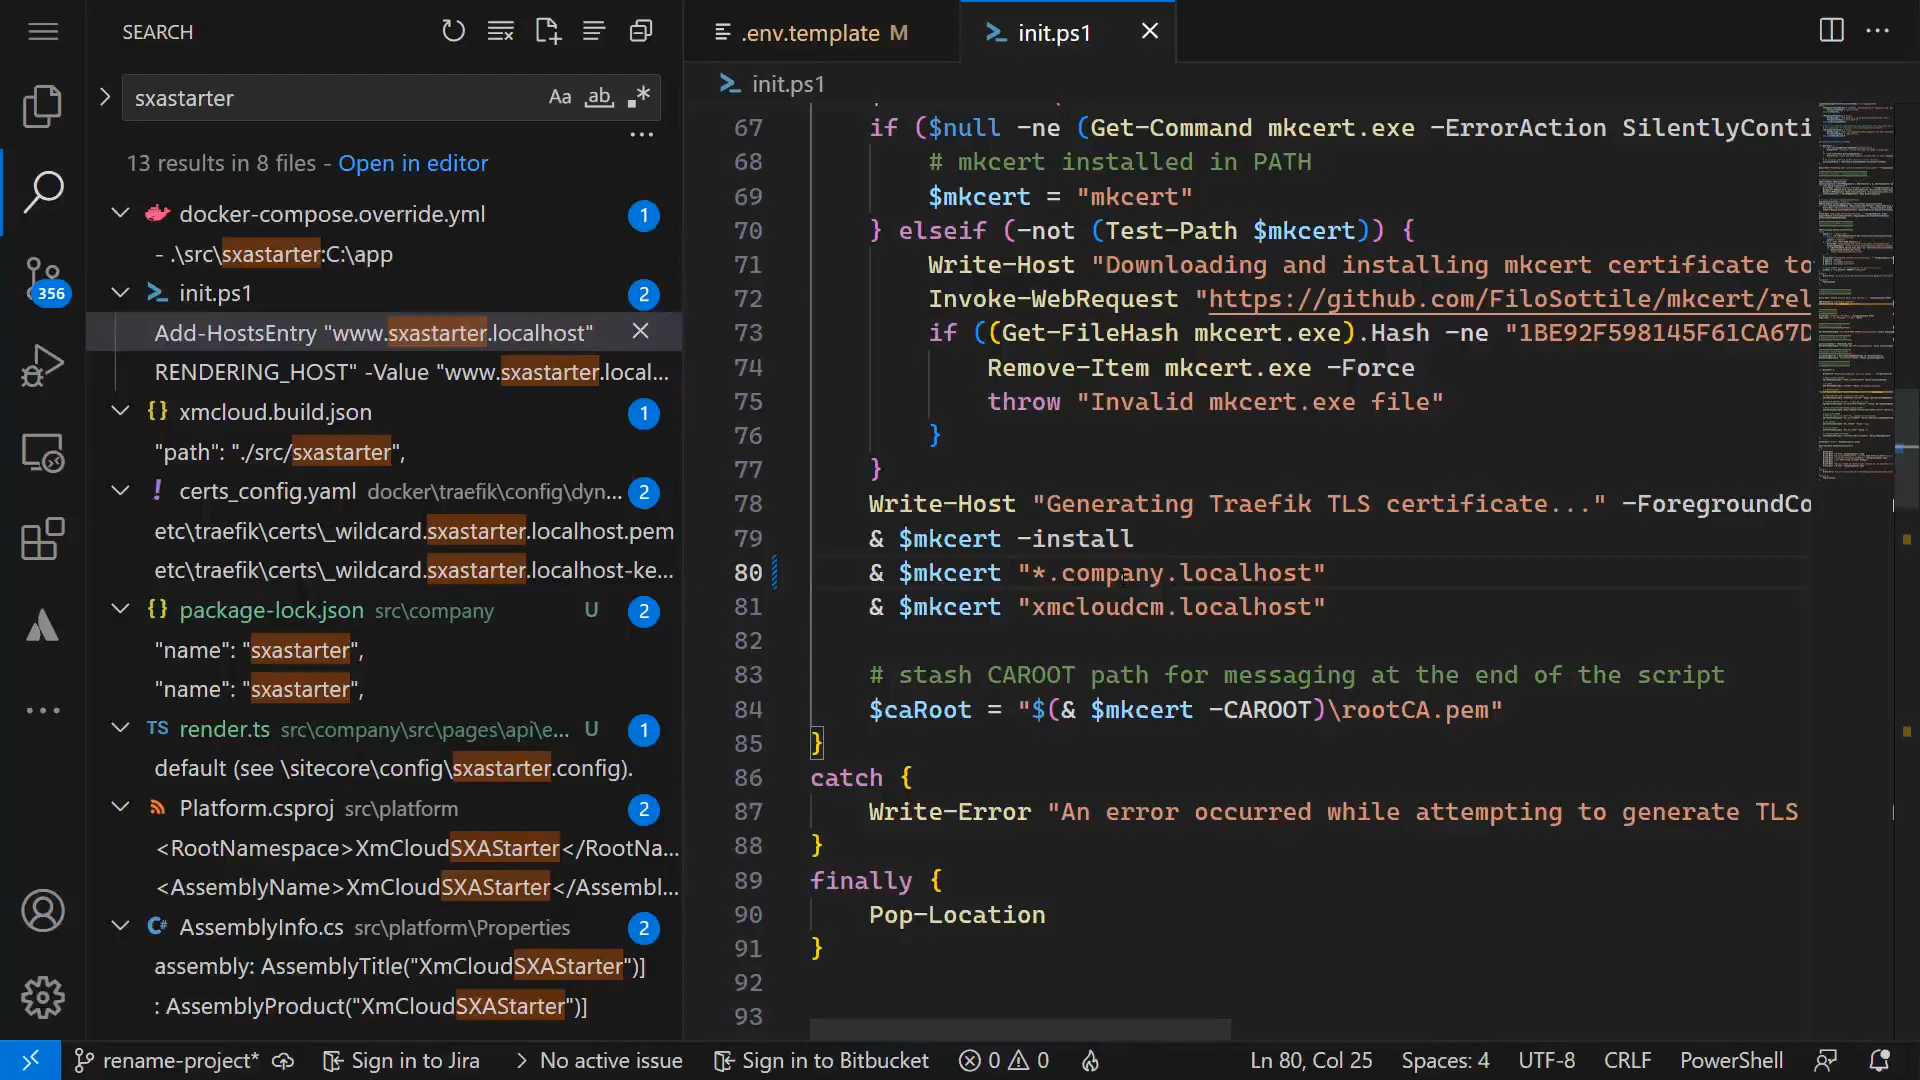 SEARCH
sxastarter
Aa ab .*
13 results in 8 files - Open in editor
docker-compose.override.yml 1
- .\src\sxastarter:C:\app
init.ps1 2
Add-HostsEntry "www.sxastarter.localhost"
RENDERING_HOST" -Value "www.sxastarter.local...
{} xmcloud.build.json 1
"path": "./src/sxastarter",
! certs_config.yaml docker\traefik\config\dyn... 2
etc\traefik\certs\_wildcard.sxastarter.localhost.pem
etc\traefik\certs\_wildcard.sxastarter.localhost-ke...
{} package-lock.json src\company U 2
"name": "sxastarter",
"name": "sxastarter",
TS render.ts src\company\src\pages\api\e... U 1
default (see \sitecore\config\sxastarter.config).
Platform.csproj src\platform 2
<RootNamespace>XmCloudSXAStarter</RootNa...
<AssemblyName>XmCloudSXAStarter</Assembl...
C# AssemblyInfo.cs src\platform\Properties 2
assembly: AssemblyTitle("XmCloudSXAStarter")]
: AssemblyProduct("XmCloudSXAStarter")]
356
.env.template M
init.ps1
init.ps1
67 if ($null -ne (Get-Command mkcert.exe -ErrorAction SilentlyConti
68 # mkcert installed in PATH
69 $mkcert = "mkcert"
70 } elseif (-not (Test-Path $mkcert)) {
71 Write-Host "Downloading and installing mkcert certificate to
72 Invoke-WebRequest "https://github.com/FiloSottile/mkcert/rel
73 if ((Get-FileHash mkcert.exe).Hash -ne "1BE92F598145F61CA67D
74 Remove-Item mkcert.exe -Force
75 throw "Invalid mkcert.exe file"
76 }
77 }
78 Write-Host "Generating Traefik TLS certificate..." -ForegroundCo
79 & $mkcert -install
80 & $mkcert "*.company.localhost"
81 & $mkcert "xmcloudcm.localhost"
82
83 # stash CAROOT path for messaging at the end of the script
84 $caRoot = "$(& $mkcert -CAROOT)\rootCA.pem"
85 }
86 catch {
87 Write-Error "An error occurred while attempting to generate TLS
88 }
89 finally {
90 Pop-Location
91 }
92
93
rename-project* Sign in to Jira No active issue Sign in to Bitbucket 0 0 Ln 80, Col 25 Spaces: 4 UTF-8 CRLF PowerShell